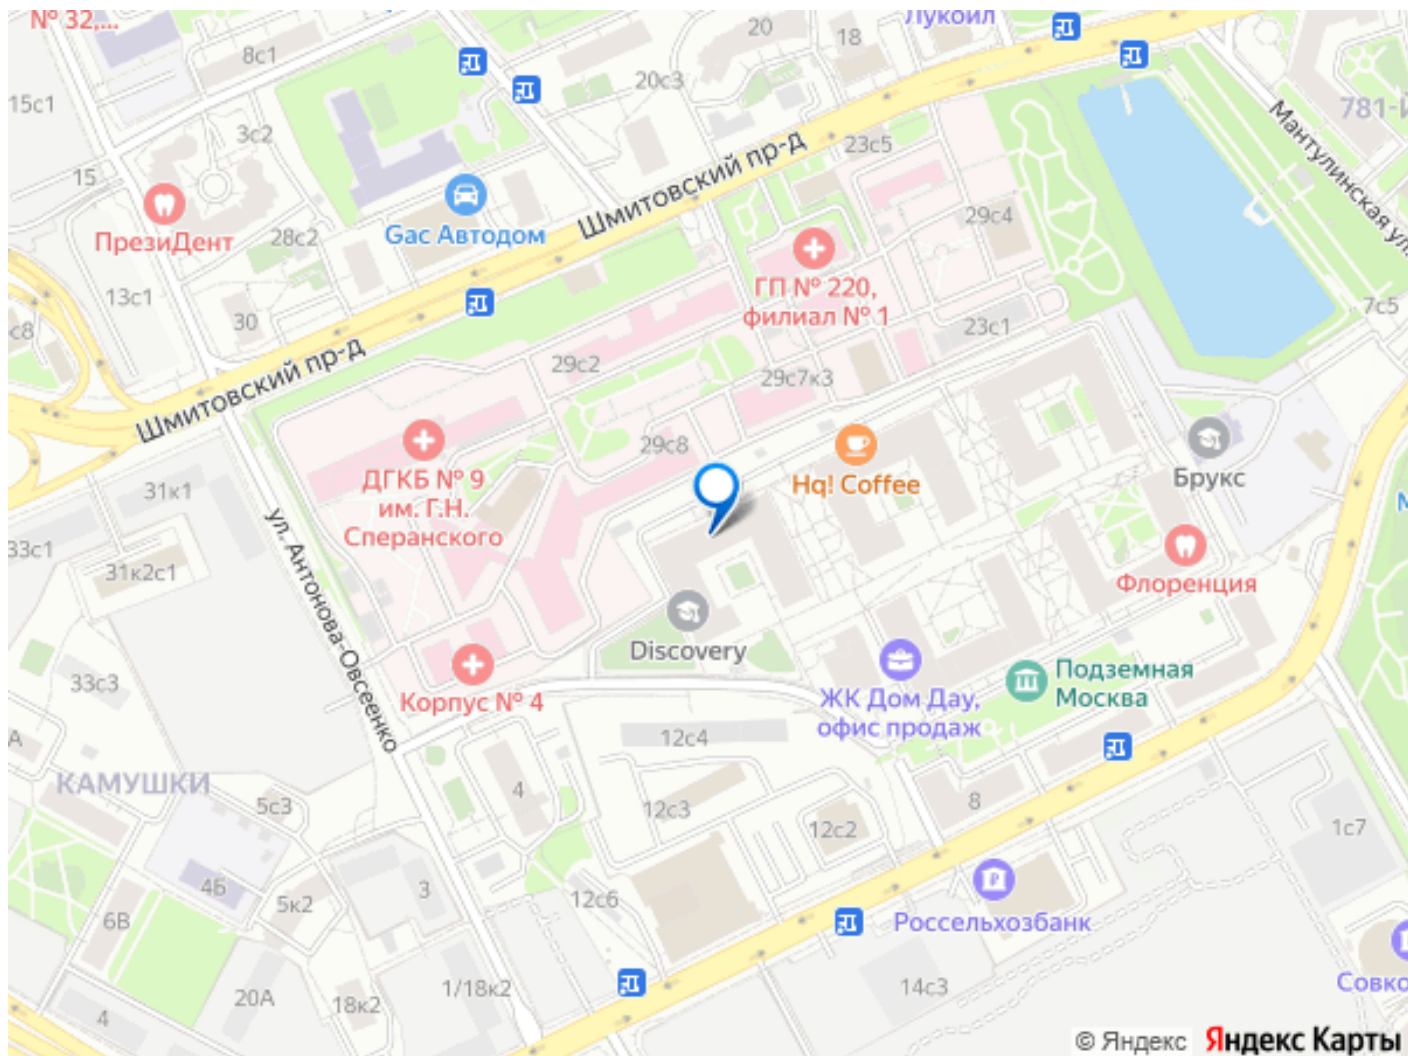 № 32,...
8с1
20
18
Лукойл
15с1
20с3
781-Й
3с2
23с5
Мантулинская ул.
15
Шмитовский пр-д
ПрезиДент
28с2
Gac Автодом
29с4
13с1
ГП № 220,
филиал № 1
7с5
30
23с1
Шмитовский пр-д
29с2
29с7к3
ДГКБ № 9
им. Г.Н.
Сперанского
29с8
Hq! Coffee
Брукс
31к1
33с1
31к2с1
ул. Антонова-Овсеенко
Флоренция
Discovery
33с3
Корпус № 4
ЖК Дом Дау,
офис продаж
Подземная
Москва
12с4
КАМУШКИ
5с3
4
12с3
12с2
8
1с7
4Б
5к2
3
12с6
6В
Россельхозбанк
20А
18к2
1/18к2
14с3
Совко
4
© Яндекс
Яндекс Карты